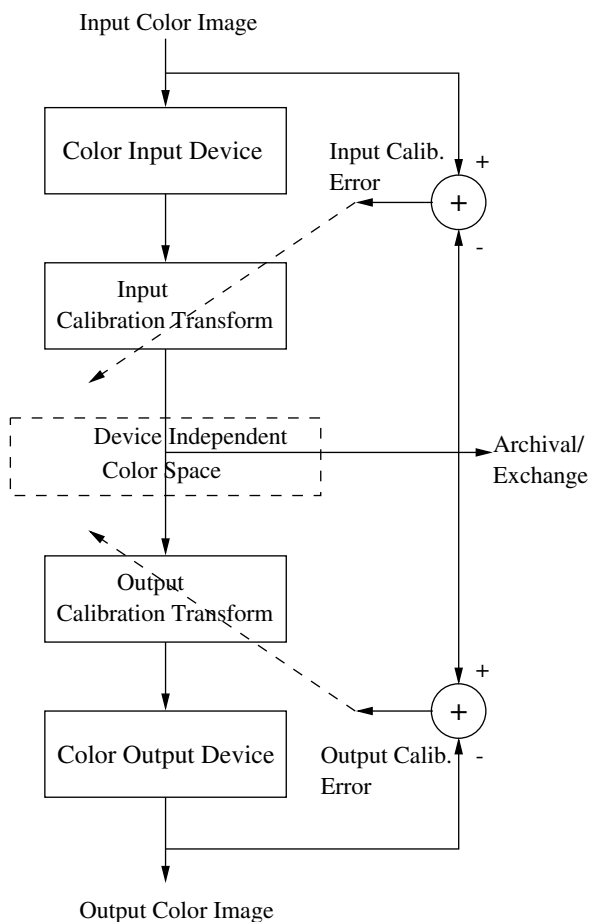 Input Color Image
Color Input Device
Input Calib.
Error
+
+
-
Input
Calibration Transform
Device Independent
Color Space
Archival/
Exchange
Output
Calibration Transform
+
+
-
Color Output Device
Output Calib.
Error
Output Color Image